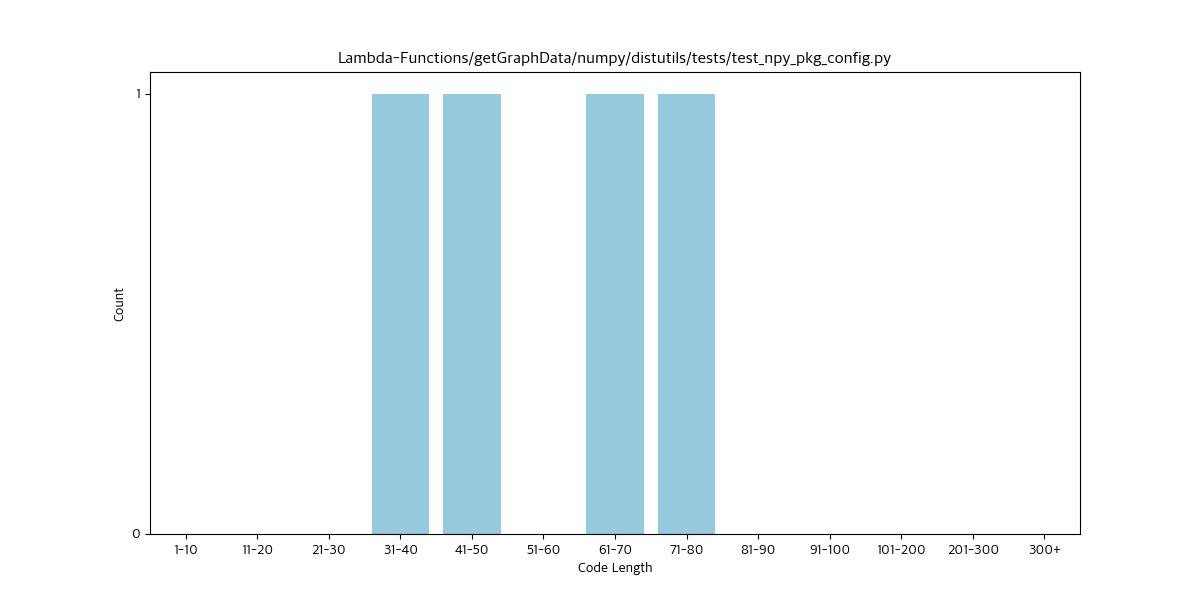 Lambda-Functions/getGraphData/numpy/distutils/tests/test_npy_pkg_config.py
1
Count
0
1-10 11-20 21-30 31-40 41-50 51-60 61-70 71-80 81-90 91-100 101-200 201-300 300+
Code Length